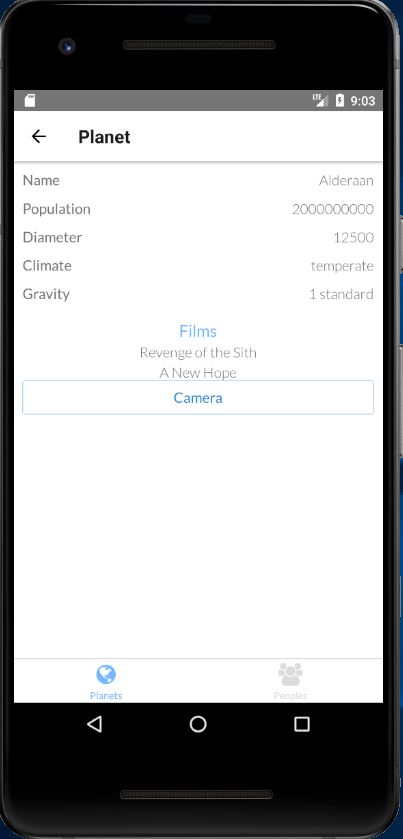 LTE 9:03
Planet
Name Alderaan
Population 2000000000
Diameter 12500
Climate temperate
Gravity 1 standard
Films
Revenge of the Sith
A New Hope
Camera
Planets Peoples